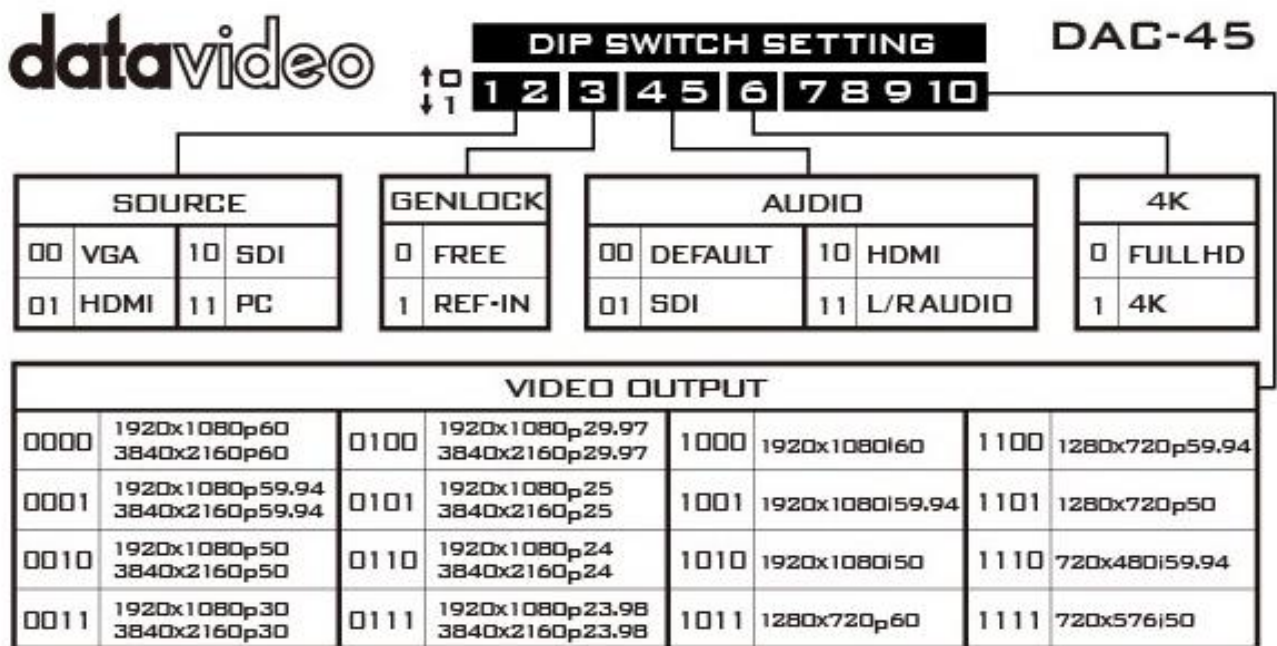 datavideo
DIP SWITCH SETTING
DAC-45
↑0
↓1
1 2 3 4 5 6 7 8 9 10
SOURCE
00 VGA 10 SDI
01 HDMI 11 PC
GENLOCK
0 FREE
1 REF-IN
AUDIO
00 DEFAULT 10 HDMI
01 SDI 11 L/R AUDIO
4K
0 FULLHD
1 4K
VIDEO OUTPUT
0000 1920x1080p60
3840x2160p60
0100 1920x1080p29.97
3840x2160p29.97
1000 1920x1080i60
1100 1280x720p59.94
0001 1920x1080p59.94
3840x2160p59.94
0101 1920x1080p25
3840x2160p25
1001 1920x1080i59.94
1101 1280x720p50
0010 1920x1080p50
3840x2160p50
0110 1920x1080p24
3840x2160p24
1010 1920x1080i50
1110 720x480i59.94
0011 1920x1080p30
3840x2160p30
0111 1920x1080p23.98
3840x2160p23.98
1011 1280x720p60
1111 720x576i50